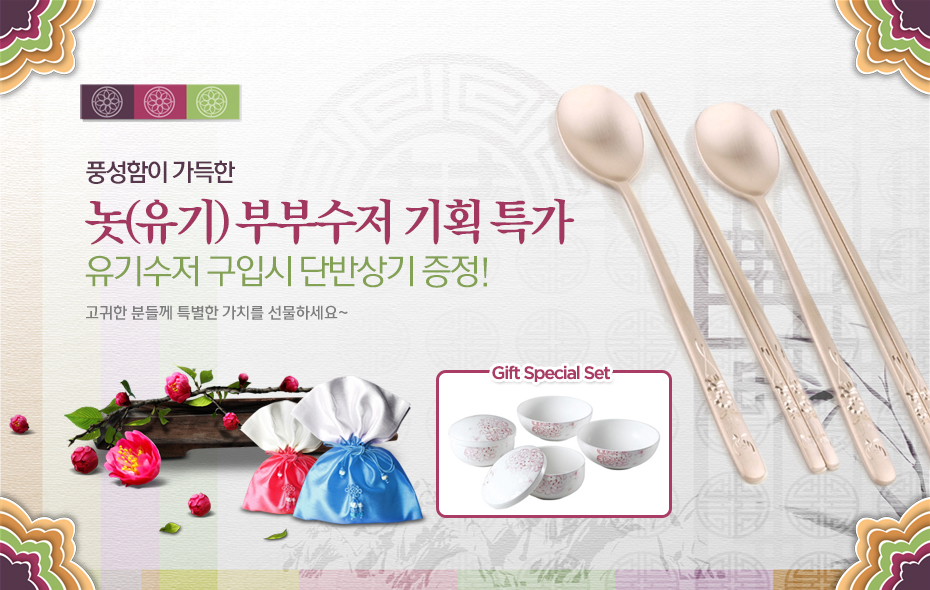 풍성함이 가득한
놋(유기) 부부수저 기획 특가
유기수저 구입시 단반상기 증정!
고귀한 분들께 특별한 가치를 선물하세요~
Gift Special Set